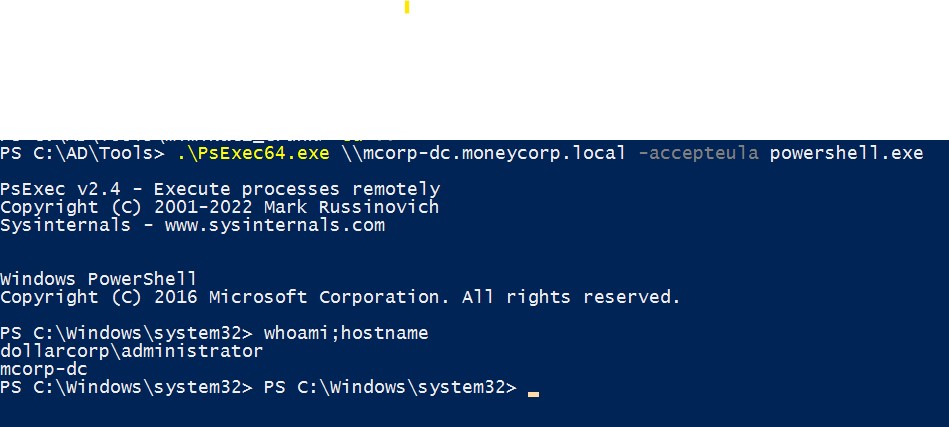 PS C:\AD\Tools> .\PsExec64.exe \\mcorp-dc.moneycorp.local -accepteula powershell.exe
PsExec v2.4 - Execute processes remotely
Copyright (C) 2001-2022 Mark Russinovich
Sysinternals - www.sysinternals.com
Windows PowerShell
Copyright (C) 2016 Microsoft Corporation. All rights reserved.
PS C:\Windows\system32> whoami;hostname
dollarcorp\administrator
mcorp-dc
PS C:\Windows\system32> PS C:\Windows\system32>